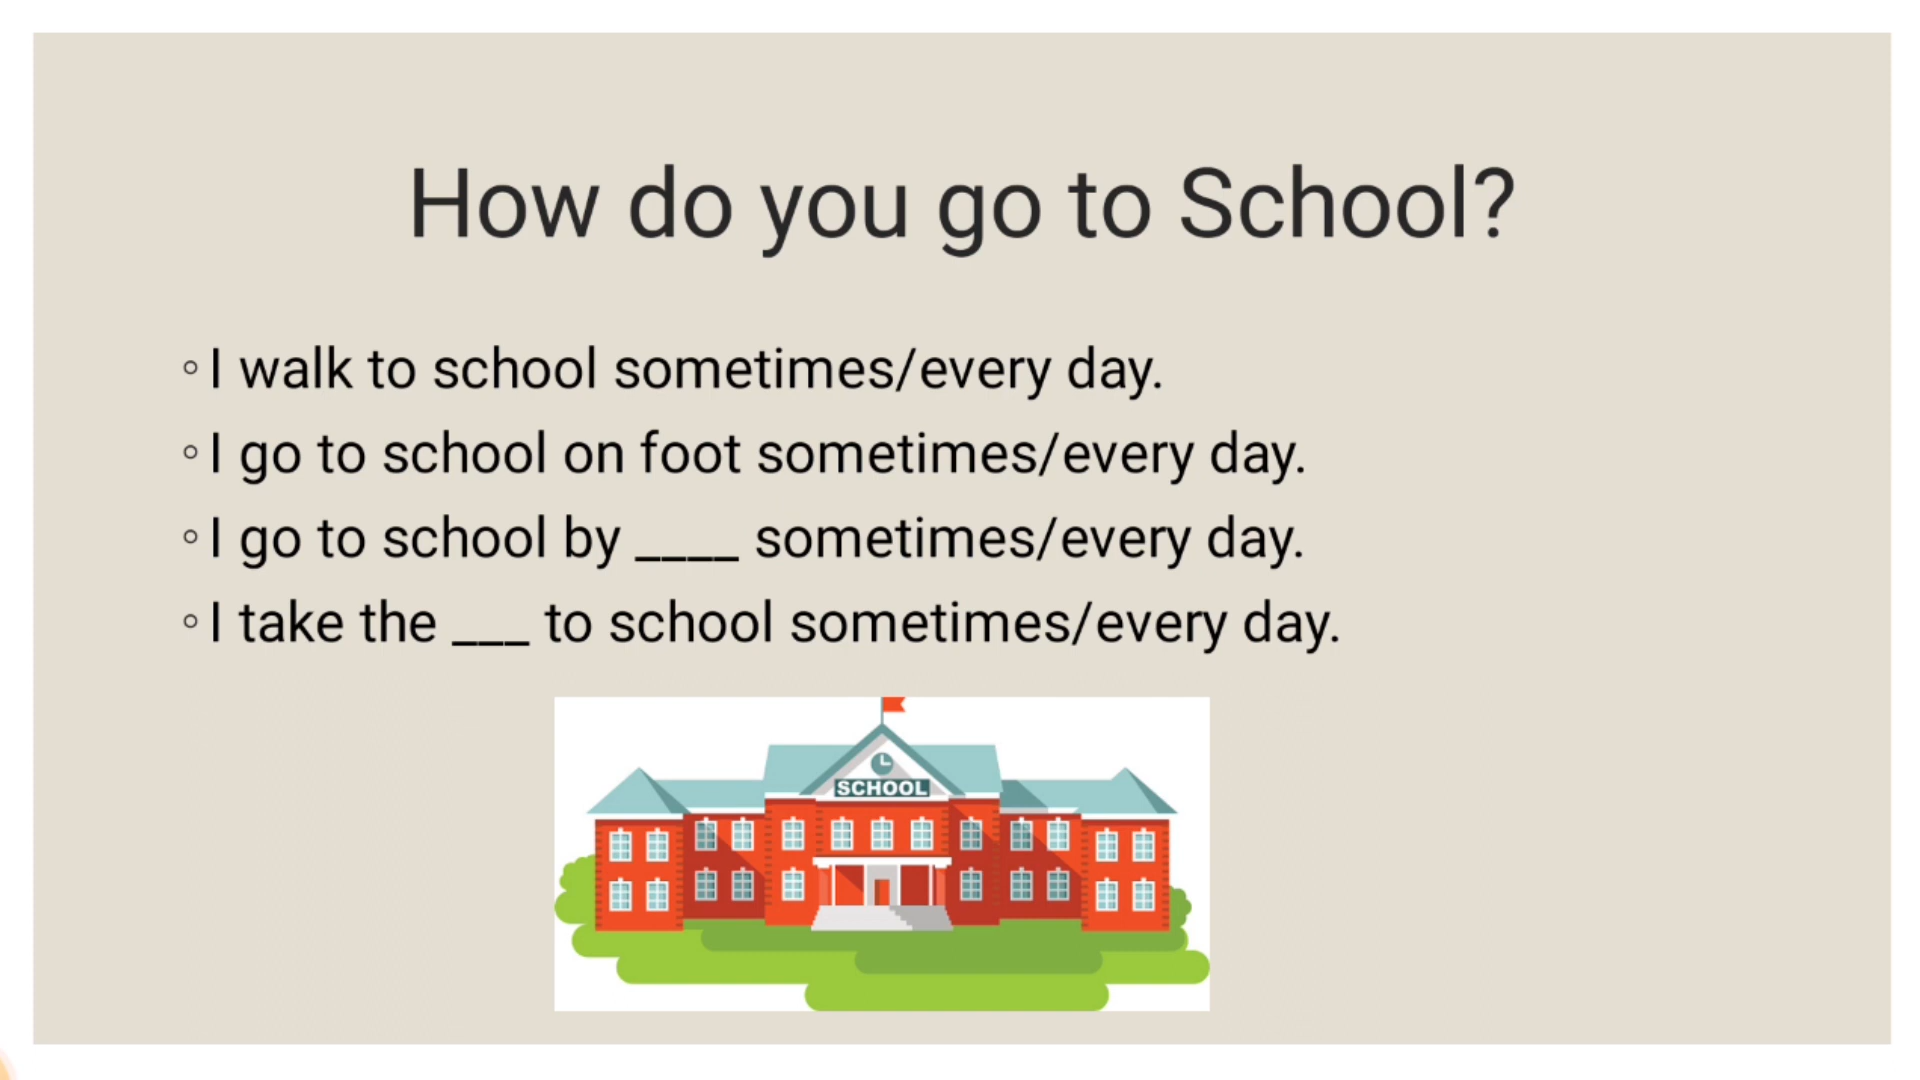 How do you go to School?
◦ I walk to school sometimes/every day.
◦ I go to school on foot sometimes/every day.
◦ I go to school by ____ sometimes/every day.
◦ I take the ___ to school sometimes/every day.
SCHOOL